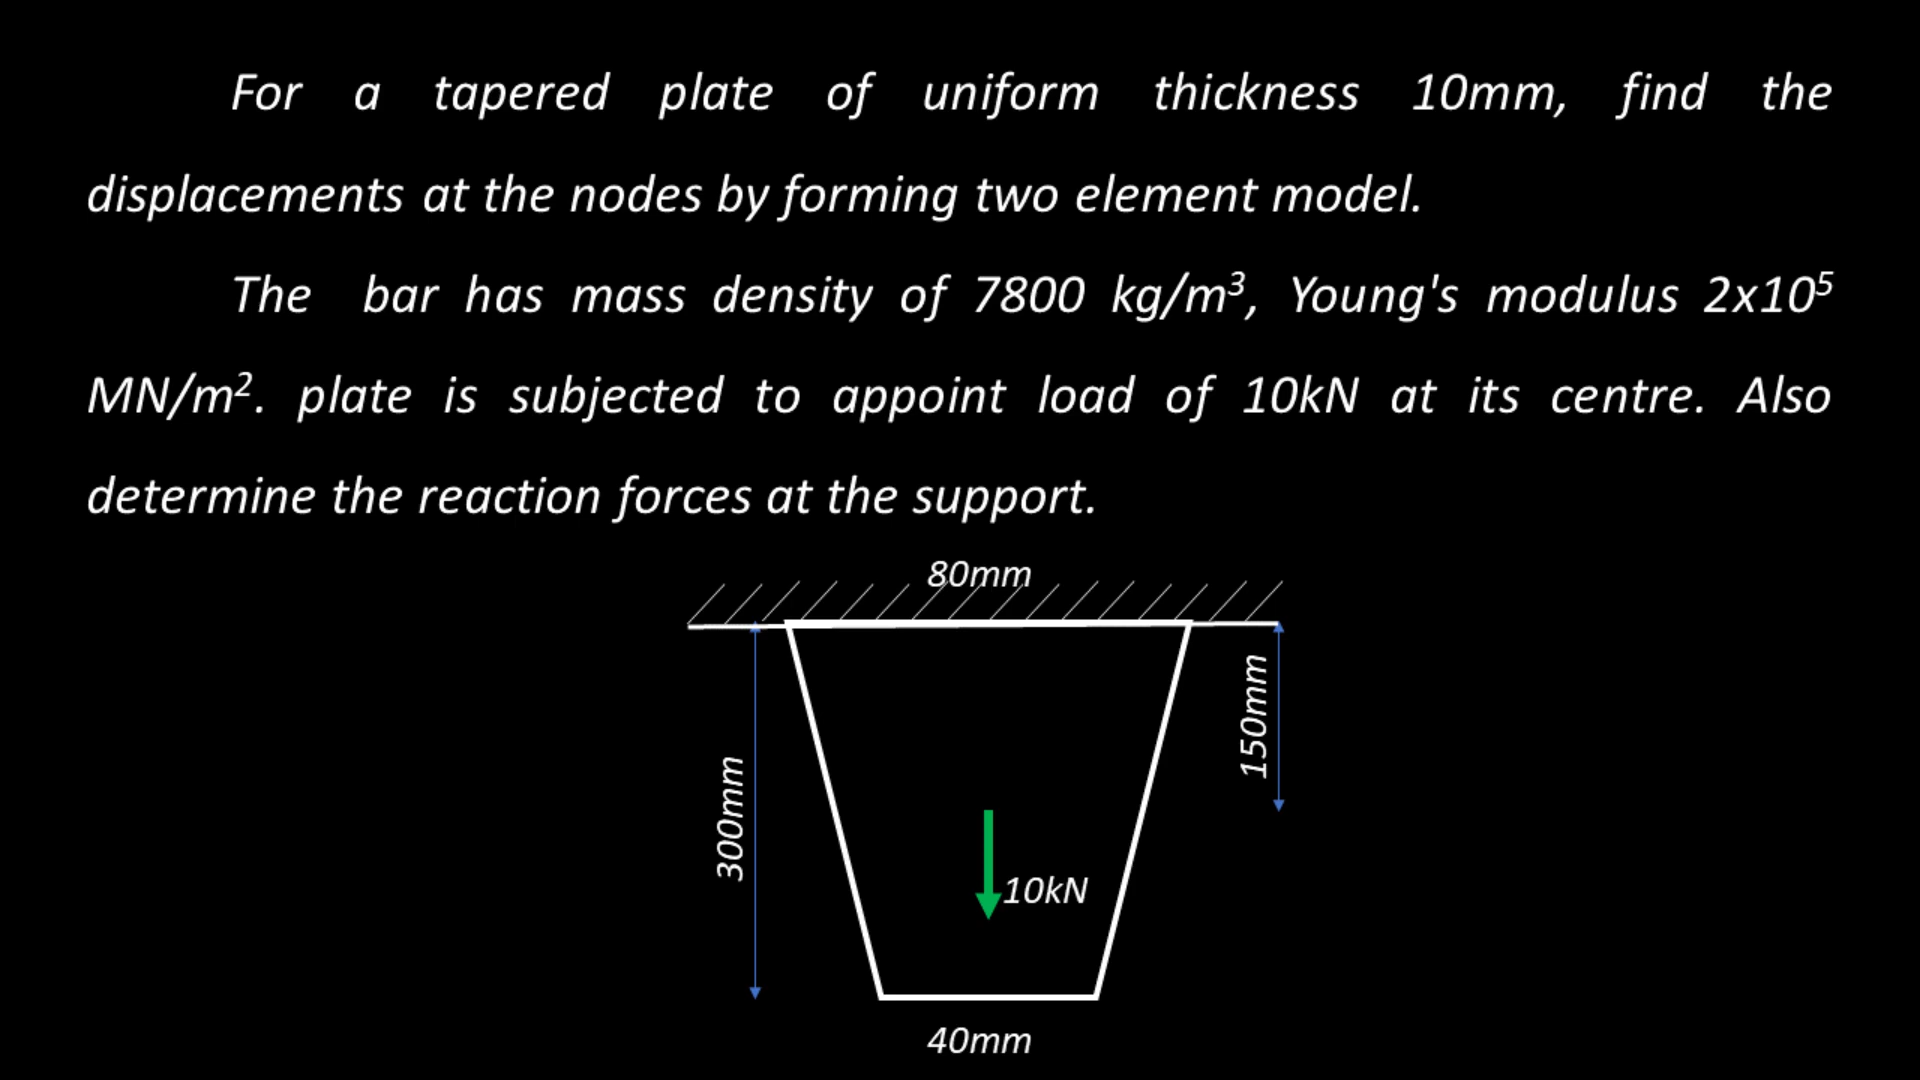 For a tapered plate of uniform thickness 10mm, find the
displacements at the nodes by forming two element model.
The bar has mass density of 7800 kg/m³, Young's modulus 2x10⁵
MN/m². plate is subjected to appoint load of 10kN at its centre. Also
determine the reaction forces at the support.
80mm
150mm
300mm
10kN
40mm